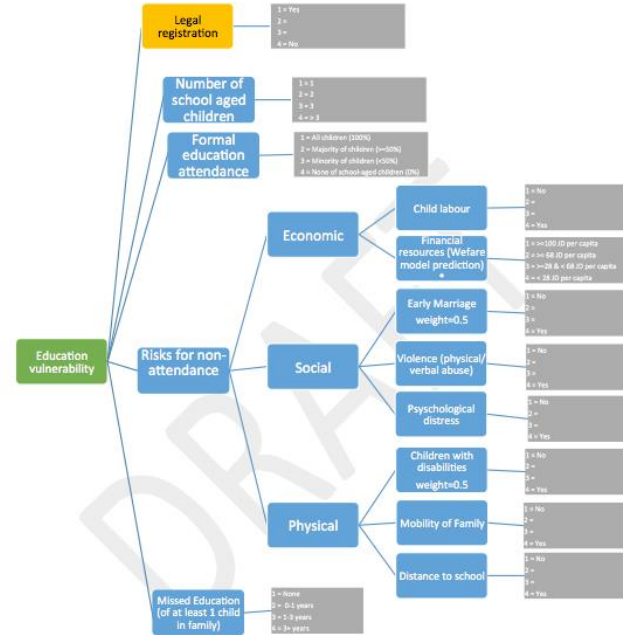 Legal
registration
1 = Yes
2 =
3 =
4 = No
Number of
school aged
children
1 = 1
2 = 2
3 = 3
4 = > 3
Formal
education
attendance
1 = All children (100%)
2 = Majority of children (>=50%)
3 = Minority of children (<50%)
4 = None of school-aged children (0%)
Education
vulnerability
Risks for non-
attendance
Economic
Child labour
1 = No
2 =
3 =
4 = Yes
Financial
resources (Wefare
model prediction)
*
1 = >=100 JD per capita
2 = >= 68 JD per capita
3 = >=28 & < 68 JD per capita
4 = < 28 JD per capita
Social
Early Marriage
weight=0.5
1 = No
2 =
3 =
4 = Yes
Violence (physical/
verbal abuse)
1 = No
2 =
3 =
4 = Yes
Psyschological
distress
1 = No
2 =
3 =
4 = Yes
Physical
Children with
disabilities
weight=0.5
1 = No
2 =
3 =
4 = Yes
Mobility of Family
1 = No
2 =
3 =
4 = Yes
Distance to school
1 = No
2 =
3 =
4 = Yes
Missed Education
(of at least 1 child
in family)
1 = None
2 = 0-1 years
3 = 1-3 years
4 = 3+ years
DRAFT